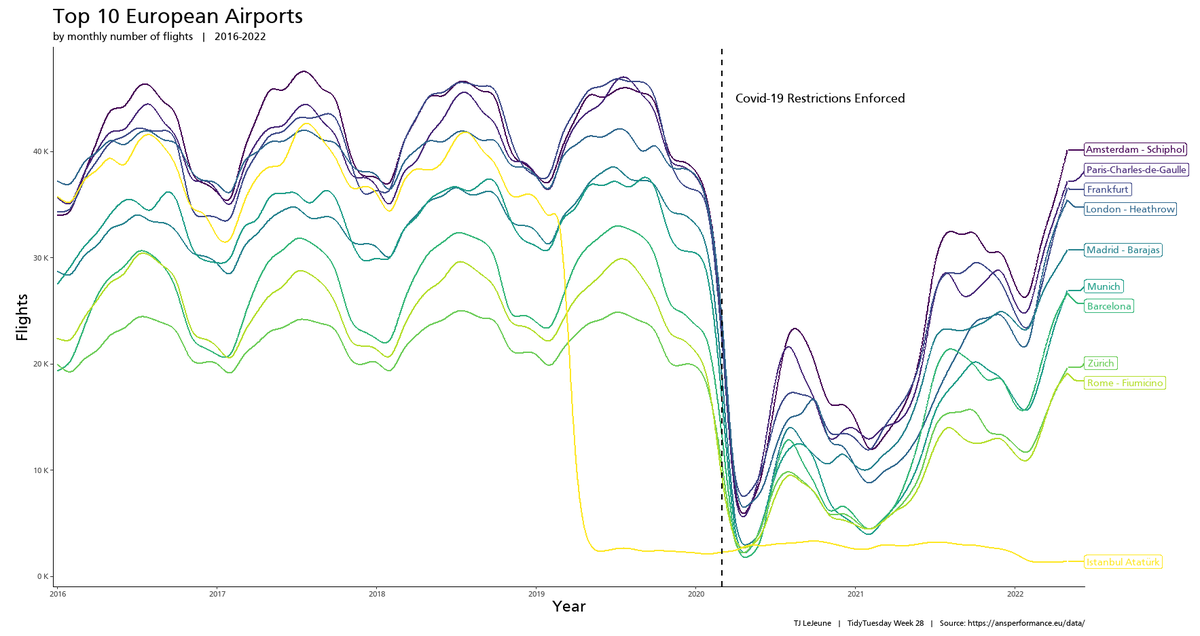 Top 10 European Airports
by monthly number of flights | 2016-2022
Covid-19 Restrictions Enforced
40 K
30 K
20 K
10 K
0 K
Flights
Amsterdam - Schiphol
Paris-Charles-de-Gaulle
Frankfurt
London - Heathrow
Madrid - Barajas
Munich
Barcelona
Zürich
Rome - Fiumicino
Istanbul Ataturk
2016
2017
2018
2019
2020
2021
2022
Year
TJ LeJeune | TidyTuesday Week 28 | Source: https://ansperformance.eu/data/